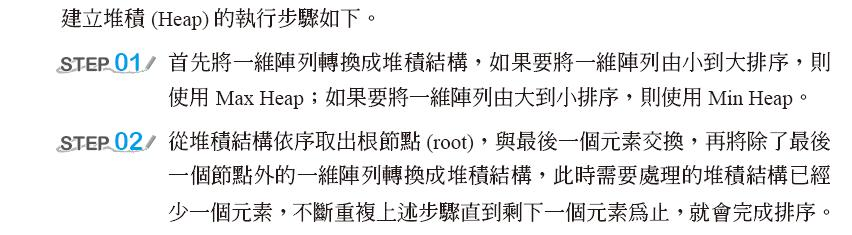 建立堆積 (Heap) 的執行步驟如下。
STEP 01 首先將一維陣列轉換成堆積結構，如果要將一維陣列由小到大排序，則
使用 Max Heap；如果要將一維陣列由大到小排序，則使用 Min Heap。
STEP 02 從堆積結構依序取出根節點 (root)，與最後一個元素交換，再將除了最後
一個節點外的一維陣列轉換成堆積結構，此時需要處理的堆積結構已經
少一個元素，不斷重複上述步驟直到剩下一個元素為止，就會完成排序。